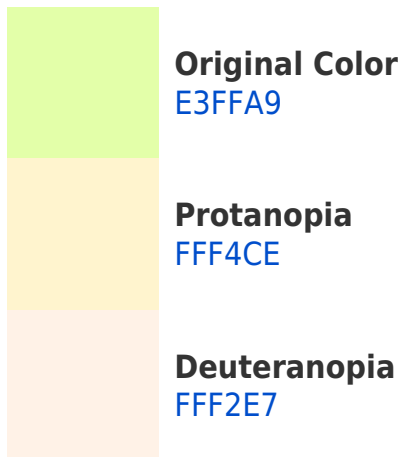 Original Color
E3FFA9
Protanopia
FFF4CE
Deuteranopia
FFF2E7